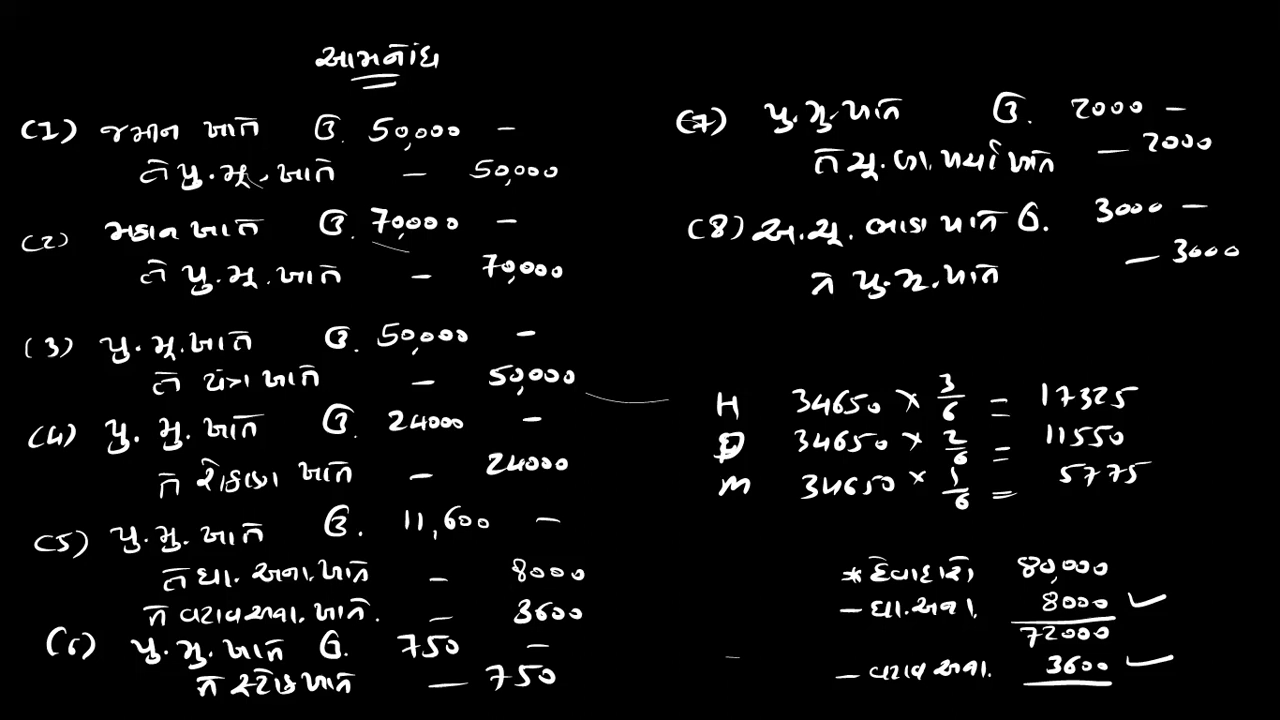 આમનોંધ
(1) જમીન ખાતે ઉ. 50,000 -
તે પુ.મૂ.ખાતે - 50,000
(2) મકાન ખાતે ઉ. 70,000 -
તે પુ.મૂ.ખાતે - 70,000
(3) પુ.મૂ.ખાતે ઉ. 50,000 -
તે યંત્ર ખાતે - 50,000
(4) પુ.મુ.ખાતે ઉ. 24000 -
તે રોકાણ ખાતે - 24000
(5) પુ.મુ.ખાતે ઉ. 11,600 -
તે ઘા. અના. ખાતે - 8000
તે વટાવ અના. ખાતે. - 3600
(6) પુ.મુ.ખાતે ઉ. 750 -
તે સ્ટોક ખાતે - 750
(7) પુ.મુ.ખાતે ઉ. 2000 -
તે ચૂ. બા. ખર્ચા ખાતે - 2000
(8) અ.ચૂ. ભાડા ખાતે ઉ. 3000 -
તે પુ.મૂ.ખાતે - 3000
H 34650 × 3/6 = 17325
D 34650 × 2/6 = 11550
M 34650 × 1/6 = 5775
* દેવાદારો 80,000
- ઘા.અના. 8000 ✓
72000
- વટાવ અના. 3600 ✓